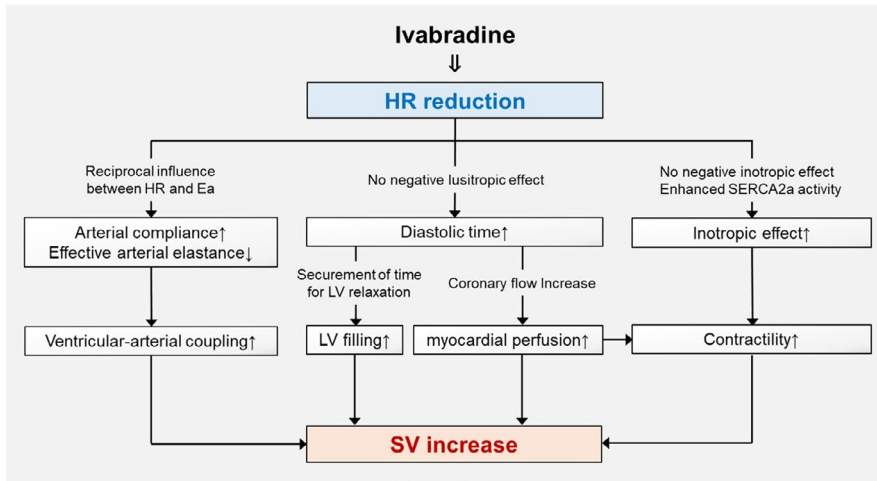 Ivabradine
⇓
HR reduction
Reciprocal influence
between HR and Ea
No negative lusitropic effect
No negative inotropic effect
Enhanced SERCA2a activity
Arterial compliance↑
Effective arterial elastance↓
Diastolic time↑
Inotropic effect↑
Securement of time
for LV relaxation
Coronary flow Increase
Ventricular-arterial coupling↑
LV filling↑
myocardial perfusion↑
Contractility↑
SV increase